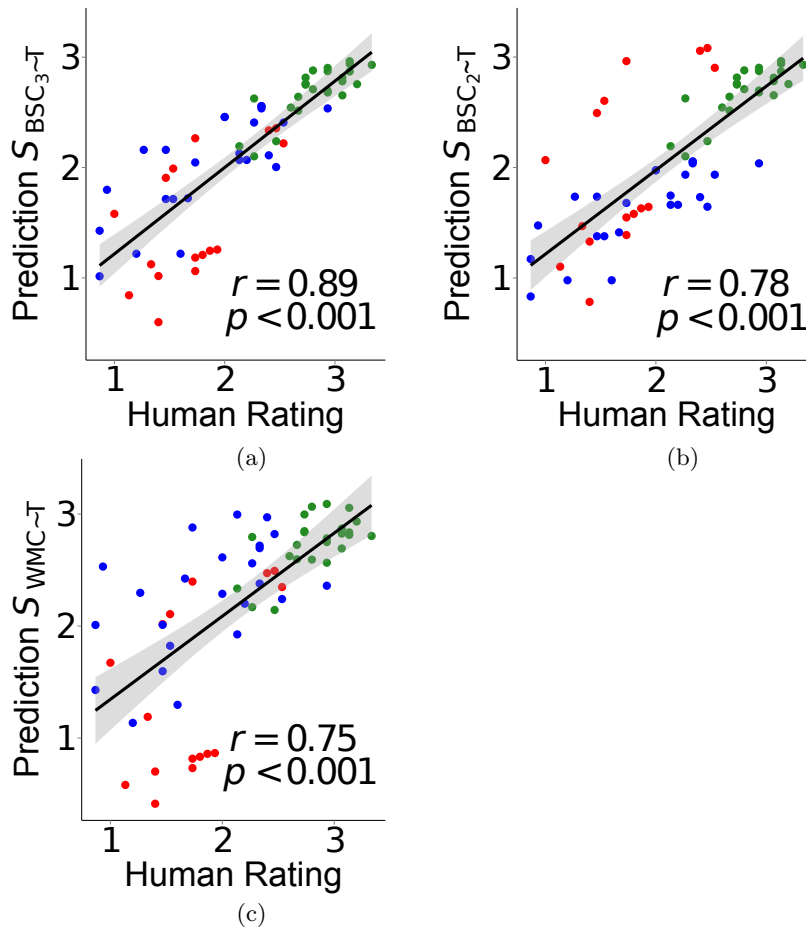 Prediction S BSC3~T
3
2
1
r = 0.89
p < 0.001
1 2 3
Human Rating
(a)
Prediction S BSC2~T
3
2
1
r = 0.78
p < 0.001
1 2 3
Human Rating
(b)
Prediction S WMC~T
3
2
1
r = 0.75
p < 0.001
1 2 3
Human Rating
(c)